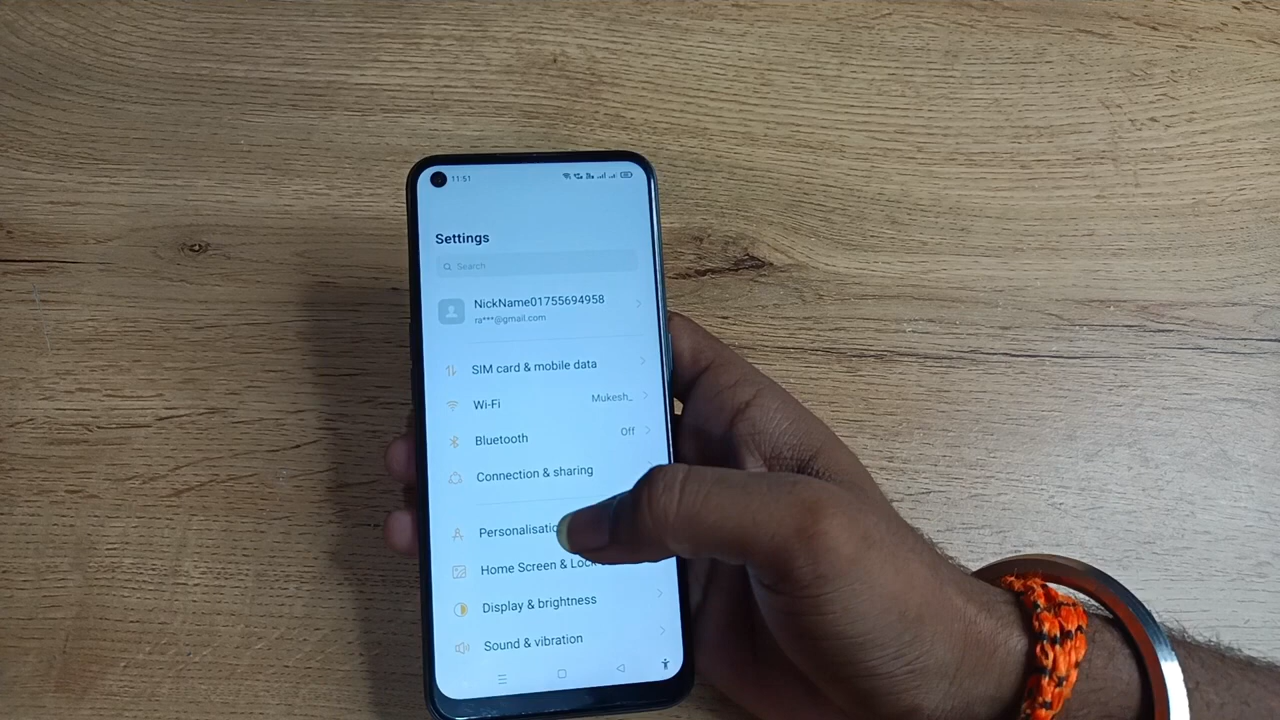 11:51
Settings
Search
NickName01755694958
ra***@gmail.com
SIM card & mobile data
Wi-Fi
Mukesh_
Bluetooth
Off
Connection & sharing
Personalisatio
Home Screen & Lock
Display & brightness
Sound & vibration